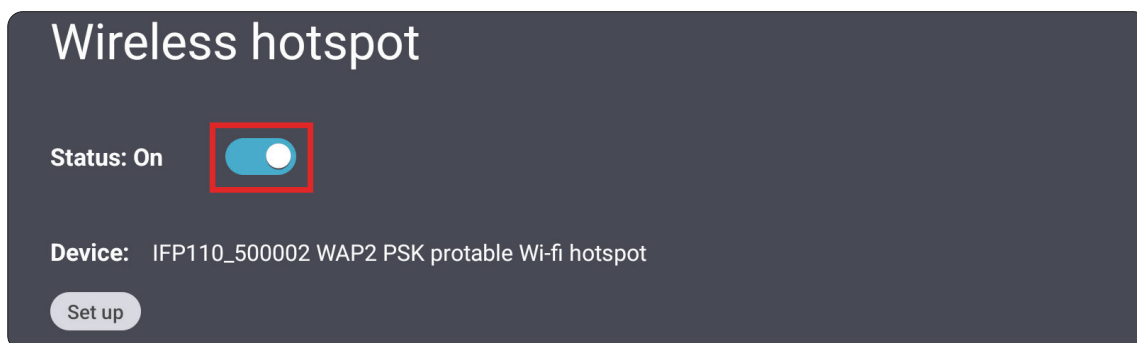 Wireless hotspot
Status: On
Device: IFP110_500002 WAP2 PSK protable Wi-fi hotspot
Set up